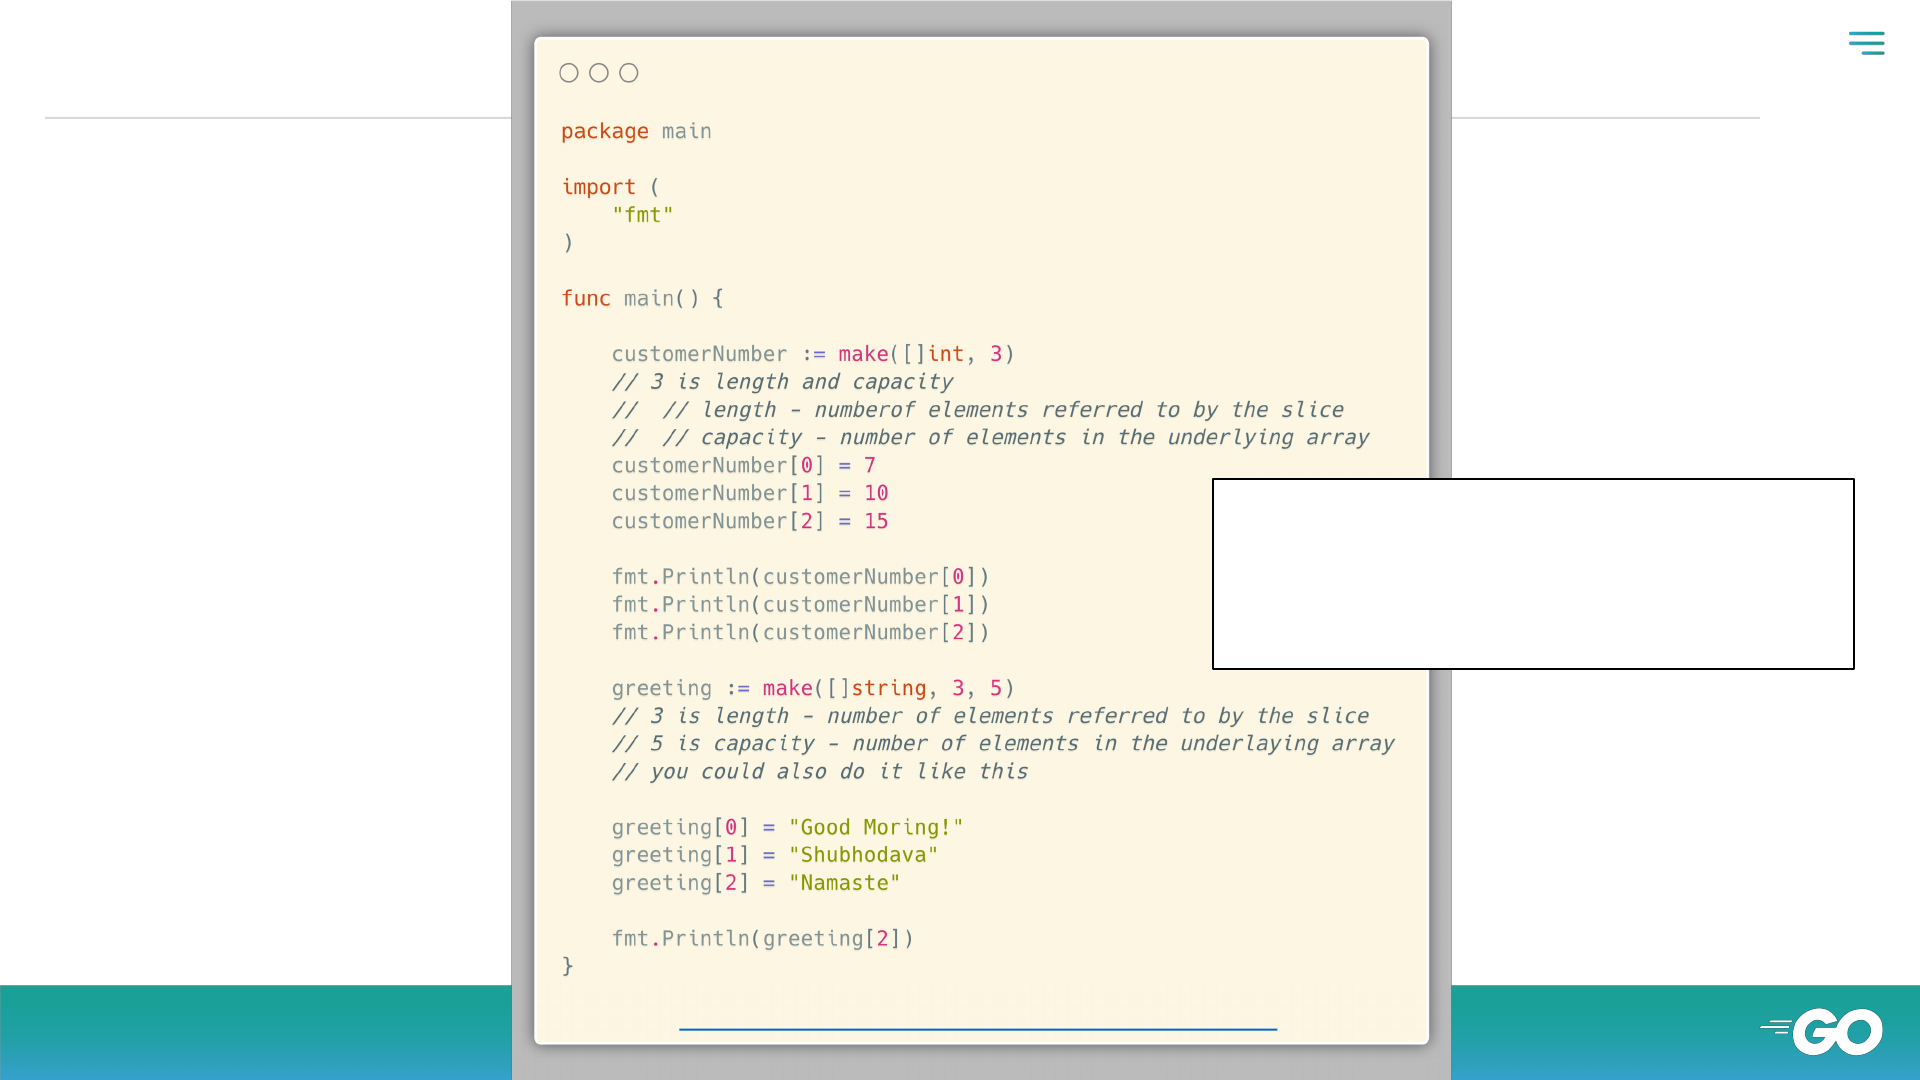 package main
import (
"fmt"
)
func main() {
customerNumber := make([]int, 3)
// 3 is length and capacity
//  // length - numberof elements referred to by the slice
//  // capacity - number of elements in the underlying array
customerNumber[0] = 7
customerNumber[1] = 10
customerNumber[2] = 15
fmt.Println(customerNumber[0])
fmt.Println(customerNumber[1])
fmt.Println(customerNumber[2])
greeting := make([]string, 3, 5)
// 3 is length - number of elements referred to by the slice
// 5 is capacity - number of elements in the underlaying array
// you could also do it like this
greeting[0] = "Good Moring!"
greeting[1] = "Shubhodava"
greeting[2] = "Namaste"
fmt.Println(greeting[2])
}
GO